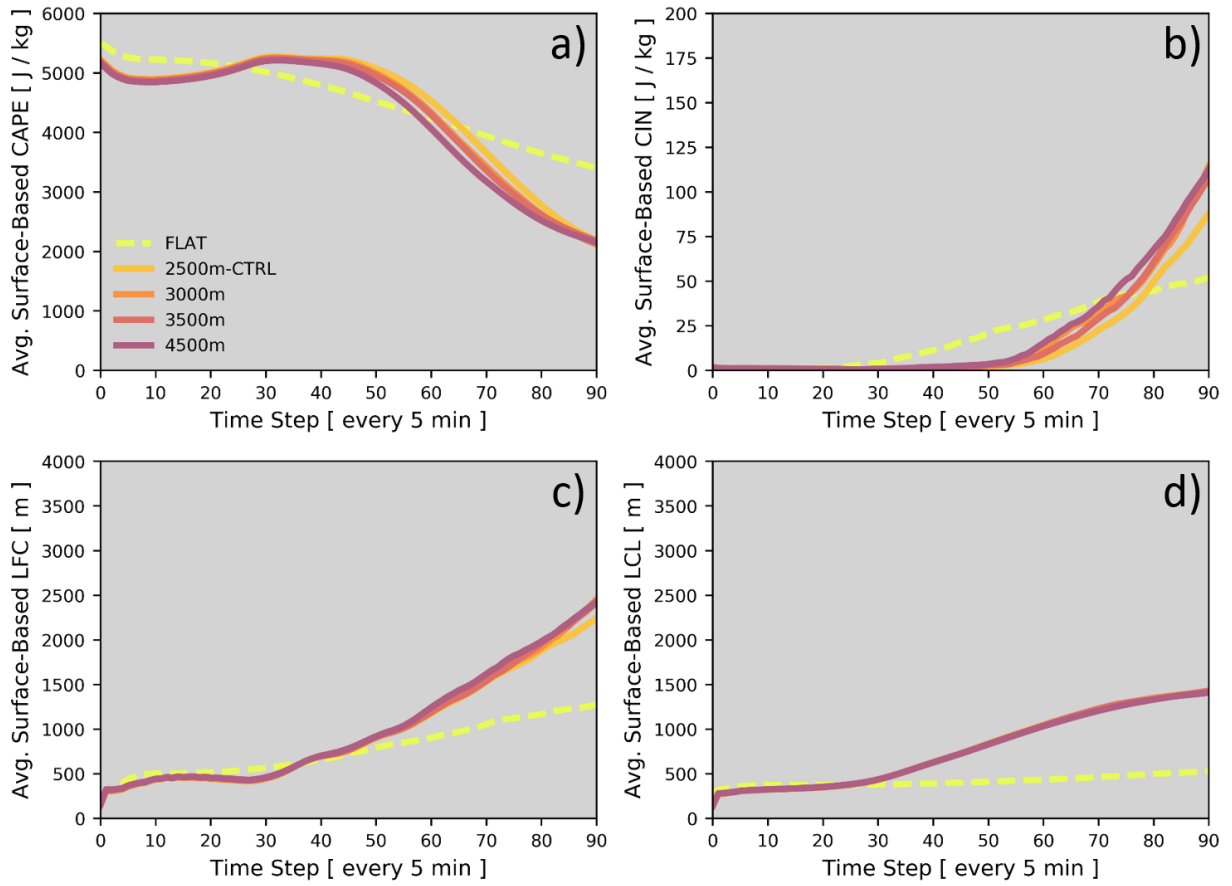 a)
Avg. Surface-Based CAPE [ J / kg ]
6000
5000
4000
3000
2000
1000
0
FLAT
2500m-CTRL
3000m
3500m
4500m
0 10 20 30 40 50 60 70 80 90
Time Step [ every 5 min ]
b)
Avg. Surface-Based CIN [ J / kg ]
200
175
150
125
100
75
50
25
0
0 10 20 30 40 50 60 70 80 90
Time Step [ every 5 min ]
c)
Avg. Surface-Based LFC [ m ]
4000
3500
3000
2500
2000
1500
1000
500
0
0 10 20 30 40 50 60 70 80 90
Time Step [ every 5 min ]
d)
Avg. Surface-Based LCL [ m ]
4000
3500
3000
2500
2000
1500
1000
500
0
0 10 20 30 40 50 60 70 80 90
Time Step [ every 5 min ]